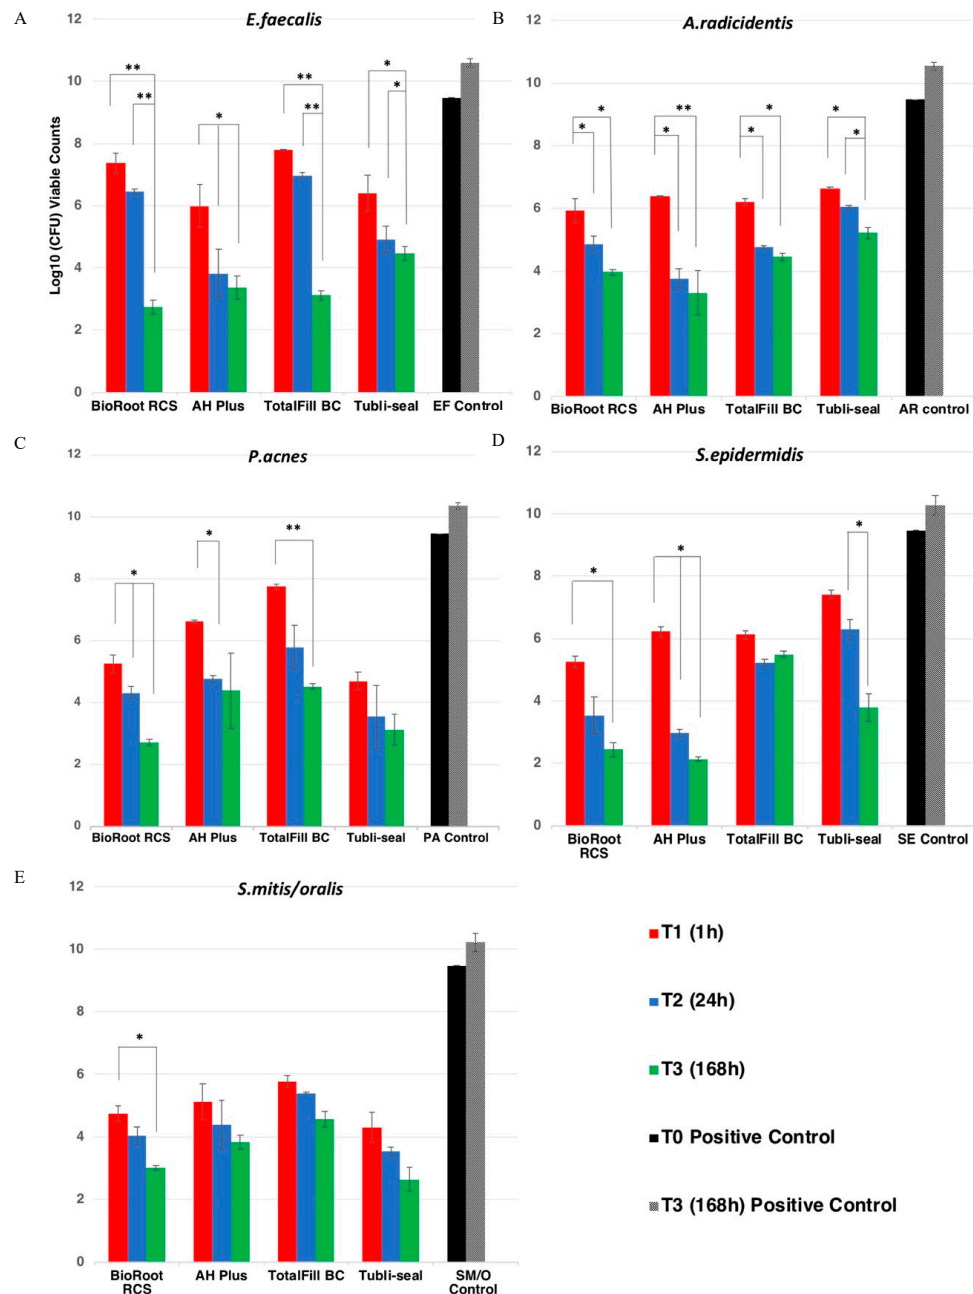 A
E.faecalis
12
10
8
6
4
2
0
Log10 (CFU) Viable Counts
**
**
*
**
**
*
*
BioRoot RCS AH Plus TotalFill BC Tubli-seal EF Control
B
A.radicidentis
12
10
8
6
4
2
0
*
*
**
*
*
*
*
*
BioRoot RCS AH Plus TotalFill BC Tubli-seal AR control
C
P.acnes
12
10
8
6
4
2
0
*
*
**
BioRoot RCS AH Plus TotalFill BC Tubli-seal PA Control
D
S.epidermidis
12
10
8
6
4
2
0
*
*
*
BioRoot RCS AH Plus TotalFill BC Tubli-seal SE Control
E
S.mitis/oralis
12
10
8
6
4
2
0
*
BioRoot RCS AH Plus TotalFill BC Tubli-seal SM/O Control
T1 (1h)
T2 (24h)
T3 (168h)
T0 Positive Control
T3 (168h) Positive Control